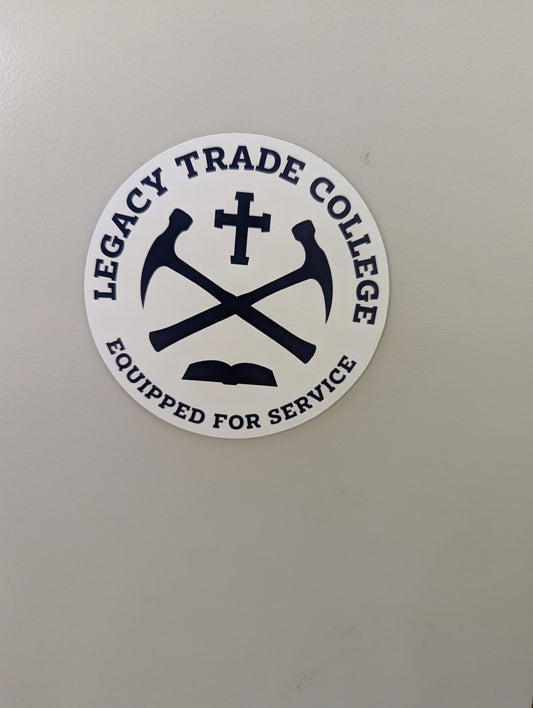 LEGACY TRADE COLLEGE
EQUIPPED FOR SERVICE